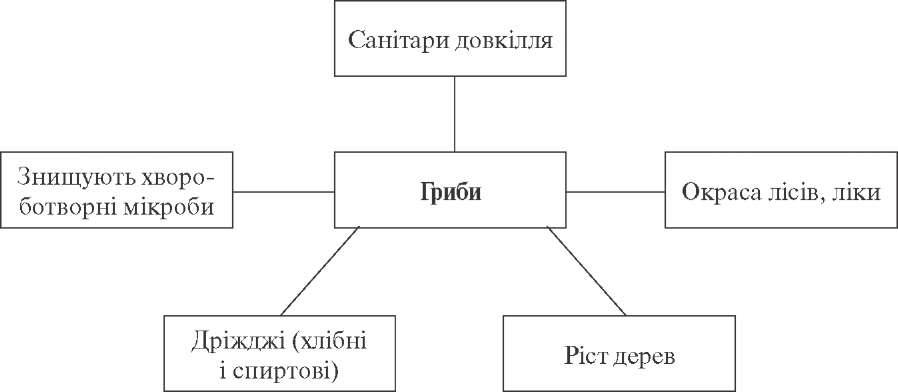 Санітари довкілля
Знищують хворо-
ботворні мікроби
Гриби
Окраса лісів, ліки
Дріжджі (хлібні
і спиртові)
Ріст дерев